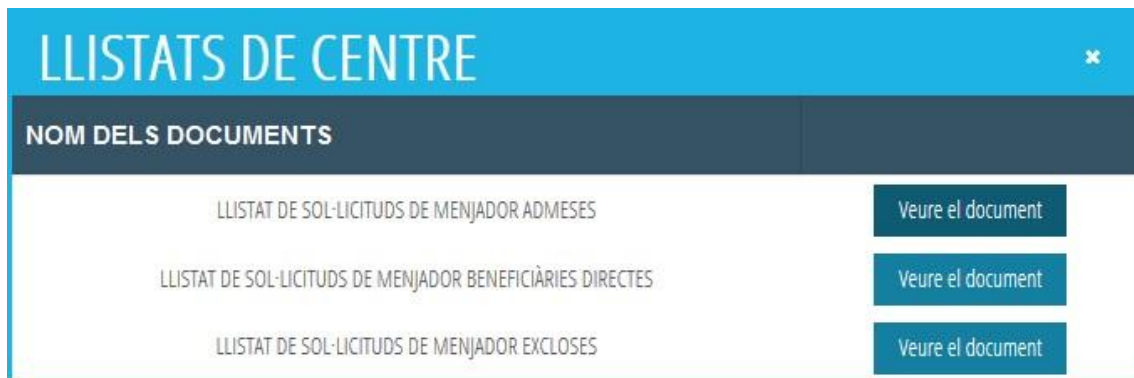 LLISTATS DE CENTRE
NOM DELS DOCUMENTS
LLISTAT DE SOL·LICITUDS DE MENJADOR ADMESES
Veure el document
LLISTAT DE SOL·LICITUDS DE MENJADOR BENEFICIÀRIES DIRECTES
Veure el document
LLISTAT DE SOL·LICITUDS DE MENJADOR EXCLOSES
Veure el document